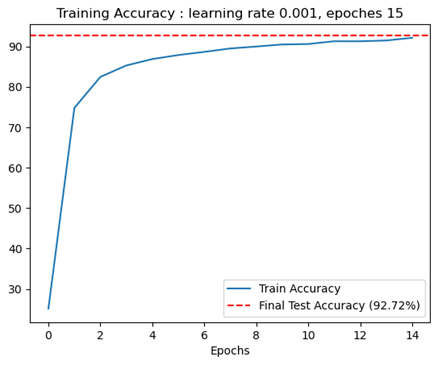 Training Accuracy : learning rate 0.001, epoches 15
90
80
70
60
50
40
30
Train Accuracy
Final Test Accuracy (92.72%)
0 2 4 6 8 10 12 14
Epochs